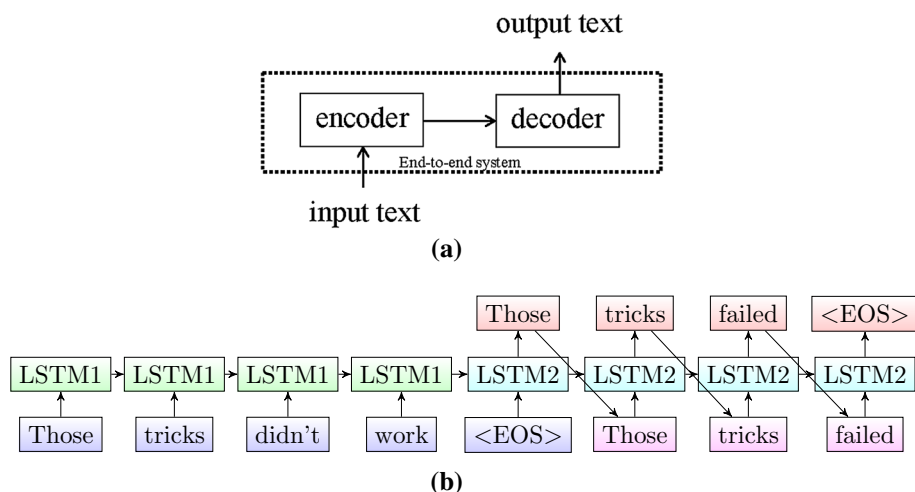 output text
encoder
decoder
End-to-end system
input text
(a)
Those tricks failed <EOS>
LSTM1 LSTM1 LSTM1 LSTM1 LSTM2 LSTM2 LSTM2 LSTM2
Those tricks didn't work <EOS> Those tricks failed
(b)